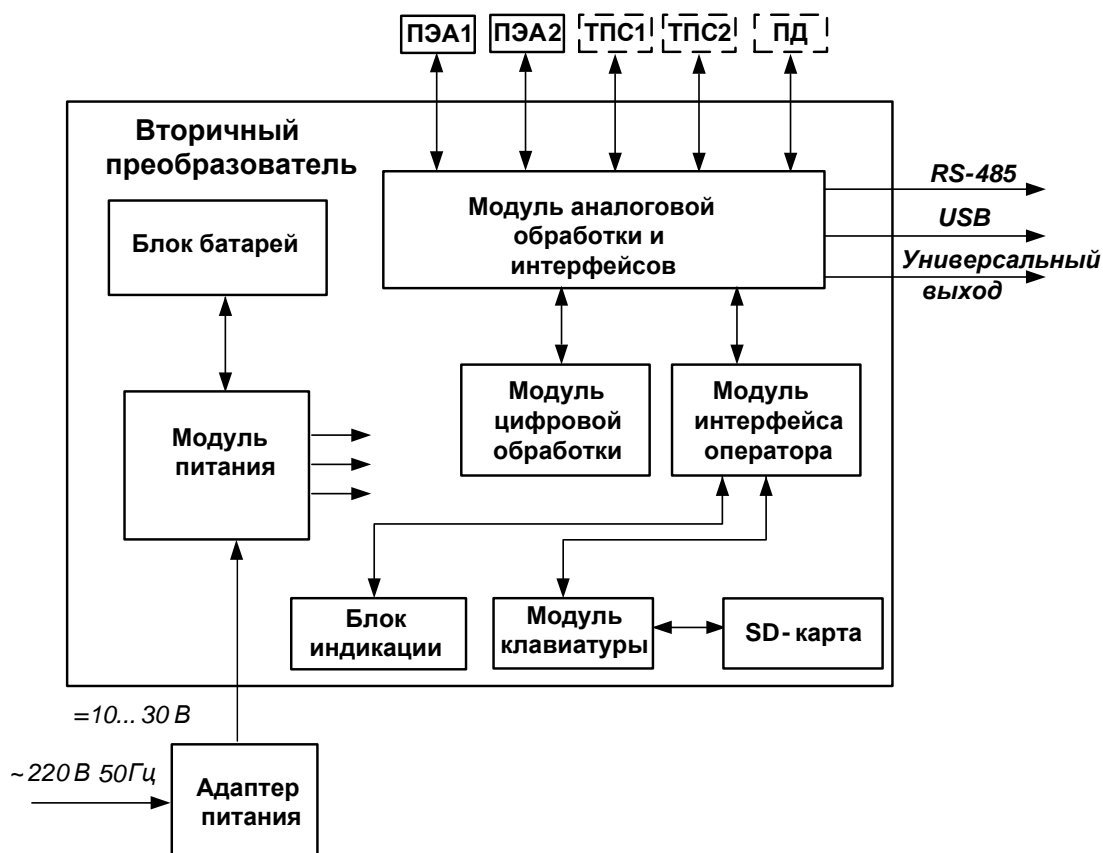 ПЭА1 ПЭА2 ТПС1 ТПС2 ПД
Вторичный
преобразователь
Модуль аналоговой
обработки и
интерфейсов
RS-485
USB
Универсальный
выход
Блок батарей
Модуль
питания
Модуль
цифровой
обработки
Модуль
интерфейса
оператора
Блок
индикации
Модуль
клавиатуры
SD-карта
=10... 30 В
~220 В 50Гц
Адаптер
питания